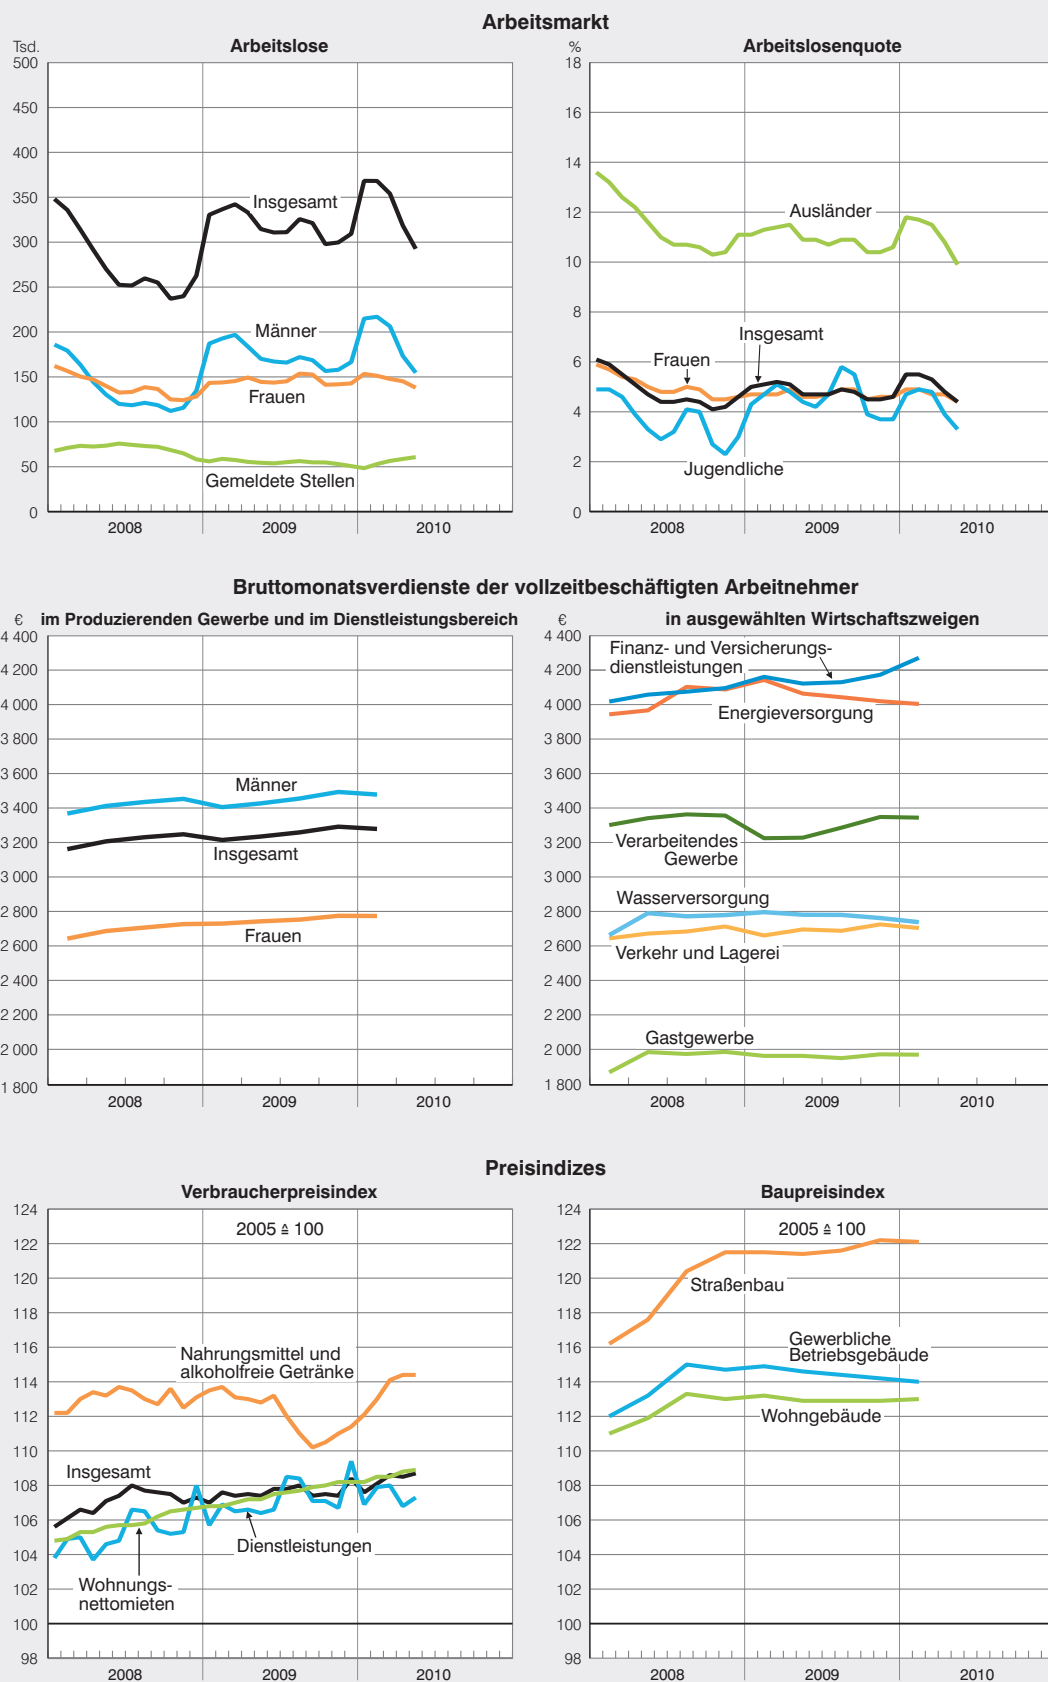 Arbeitsmarkt
Arbeitslose
Tsd.
500
450
400
350
300
250
200
150
100
50
0
Insgesamt
Männer
Frauen
Gemeldete Stellen
2008 2009 2010
Arbeitslosenquote
%
18
16
14
12
10
8
6
4
2
0
Ausländer
Insgesamt
Frauen
Jugendliche
2008 2009 2010
Bruttomonatsverdienste der vollzeitbeschäftigten Arbeitnehmer
im Produzierenden Gewerbe und im Dienstleistungsbereich
€
4 400
4 200
4 000
3 800
3 600
3 400
3 200
3 000
2 800
2 600
2 400
2 200
2 000
1 800
Männer
Insgesamt
Frauen
2008 2009 2010
in ausgewählten Wirtschaftszweigen
€
4 400
4 200
4 000
3 800
3 600
3 400
3 200
3 000
2 800
2 600
2 400
2 200
2 000
1 800
Finanz- und Versicherungs-
dienstleistungen
Energieversorgung
Verarbeitendes
Gewerbe
Wasserversorgung
Verkehr und Lagerei
Gastgewerbe
2008 2009 2010
Preisindizes
Verbraucherpreisindex
124
122
120
118
116
114
112
110
108
106
104
102
100
98
2005 ≙ 100
Nahrungsmittel und
alkoholfreie Getränke
Insgesamt
Dienstleistungen
Wohnungs-
nettomieten
2008 2009 2010
Baupreisindex
124
122
120
118
116
114
112
110
108
106
104
102
100
98
2005 ≙ 100
Straßenbau
Gewerbliche
Betriebsgebäude
Wohngebäude
2008 2009 2010